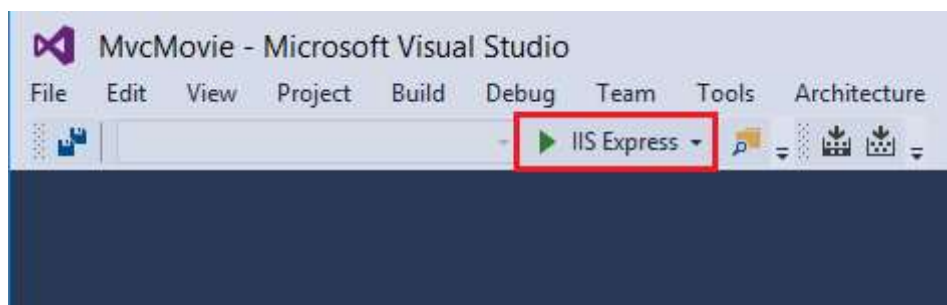 MvcMovie - Microsoft Visual Studio
File Edit View Project Build Debug Team Tools Architecture
IIS Express